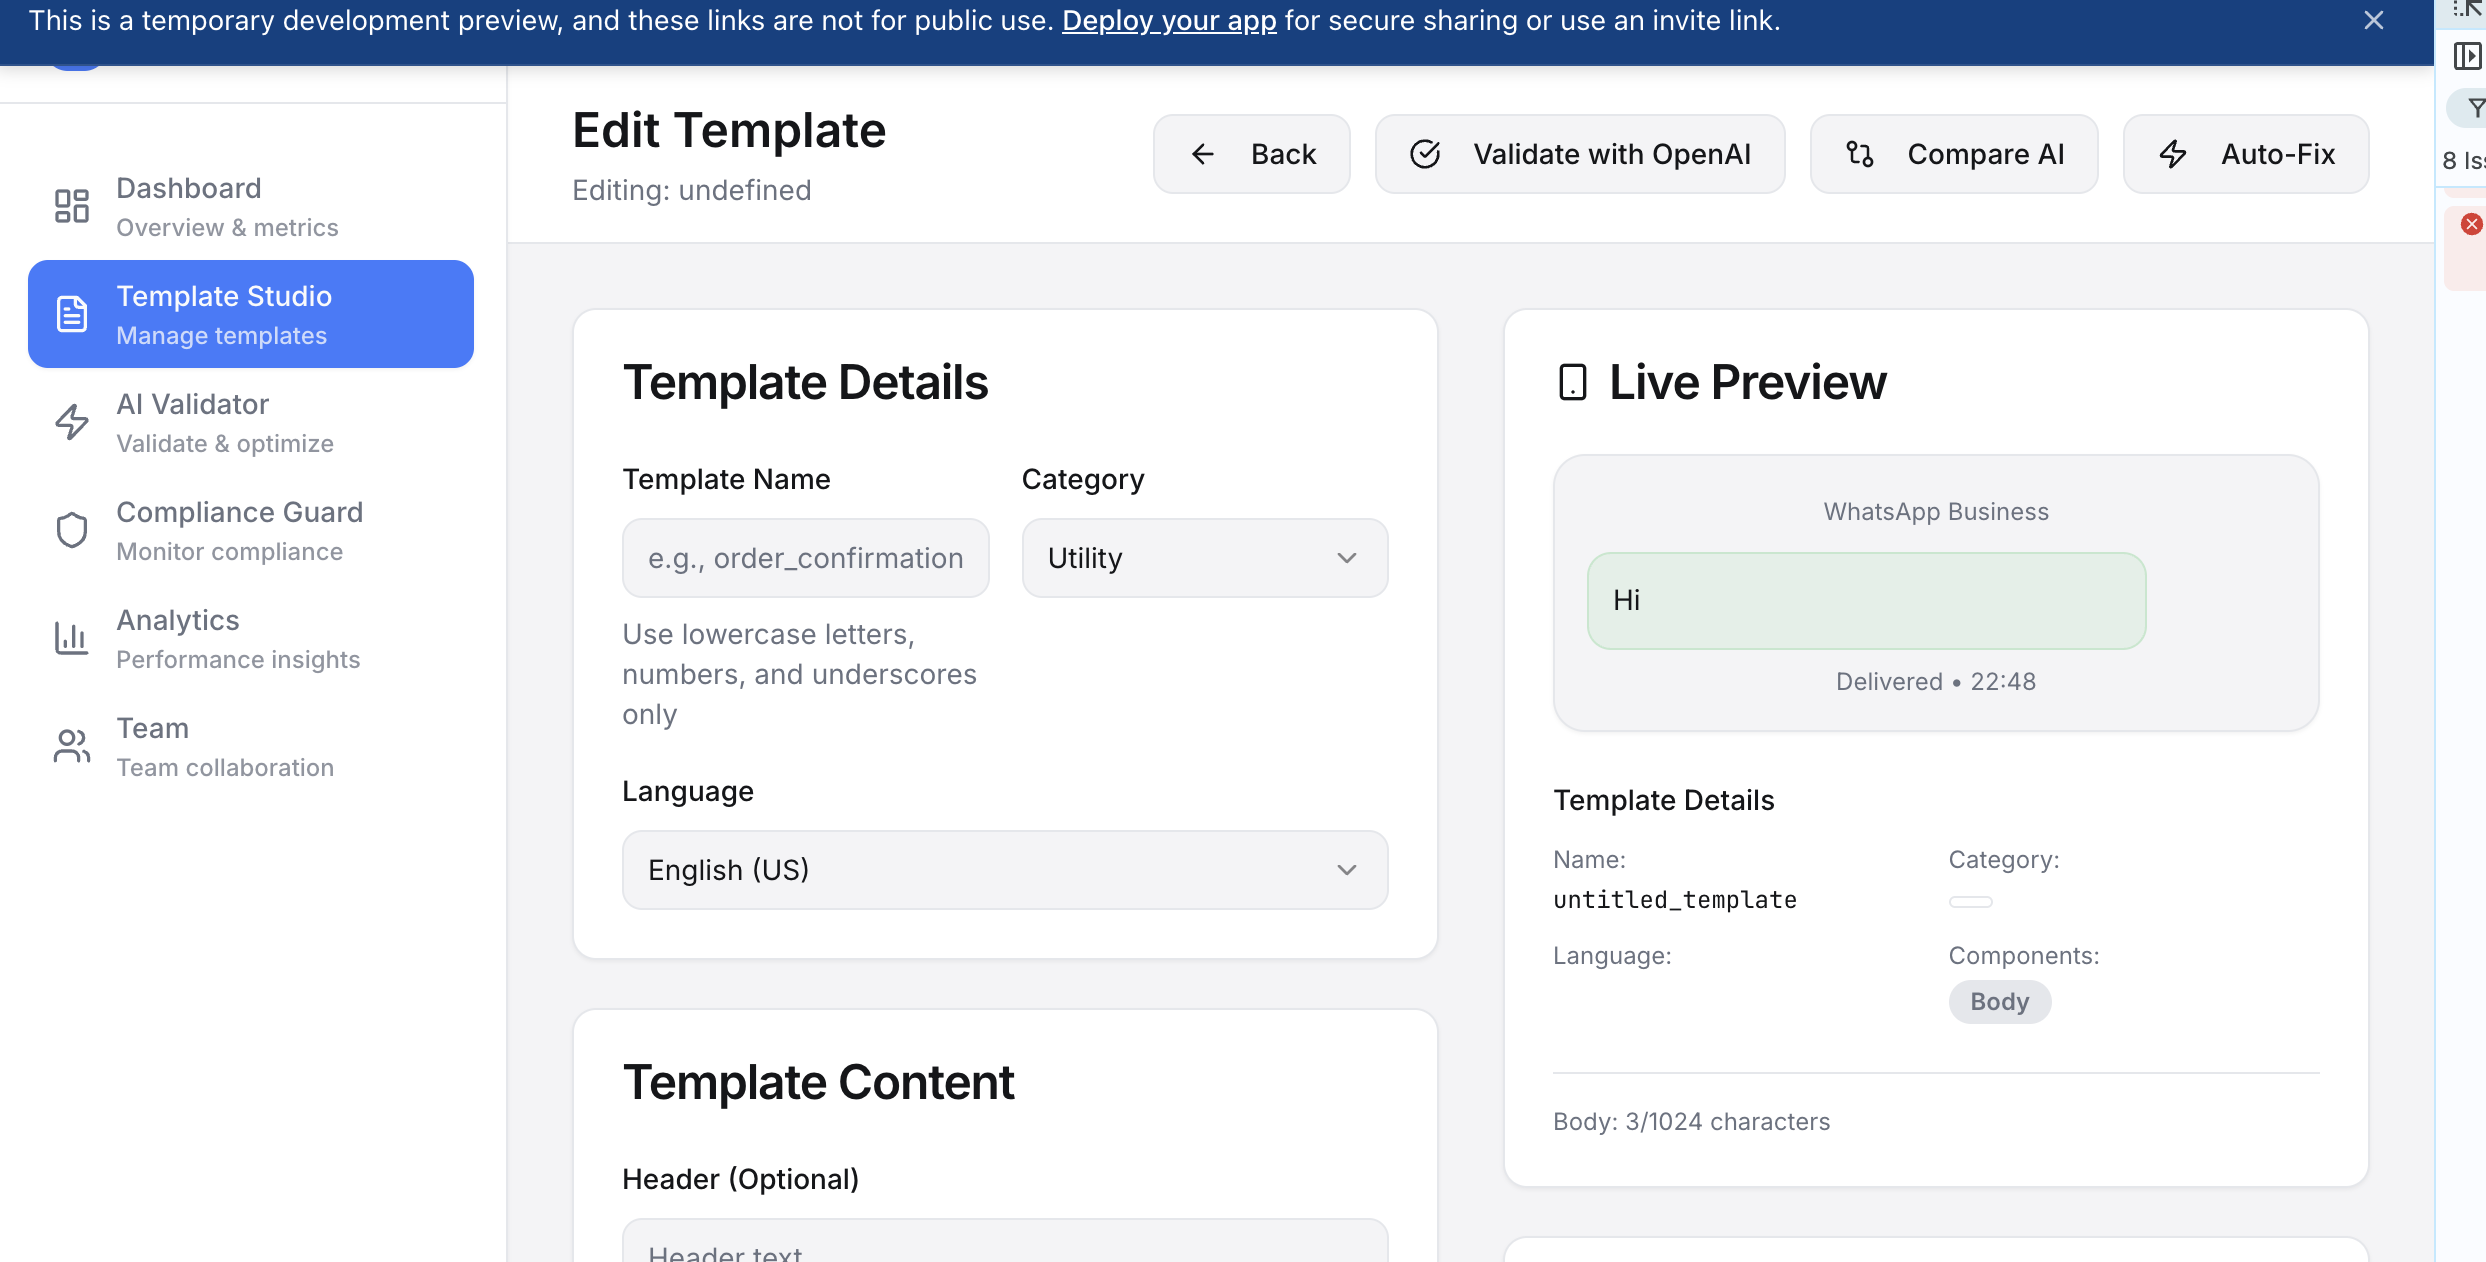 This is a temporary development preview, and these links are not for public use. Deploy your app for secure sharing or use an invite link.
Dashboard
Overview & metrics
Template Studio
Manage templates
AI Validator
Validate & optimize
Compliance Guard
Monitor compliance
Analytics
Performance insights
Team
Team collaboration
Edit Template
Editing: undefined
Back
Validate with OpenAI
Compare AI
Auto-Fix
Template Details
Template Name
e.g., order_confirmation
Use lowercase letters,
numbers, and underscores
only
Category
Utility
Language
English (US)
Template Content
Header (Optional)
Header text
Live Preview
WhatsApp Business
Hi
Delivered • 22:48
Template Details
Name:
untitled_template
Category:
Language:
Components:
Body
Body: 3/1024 characters
8